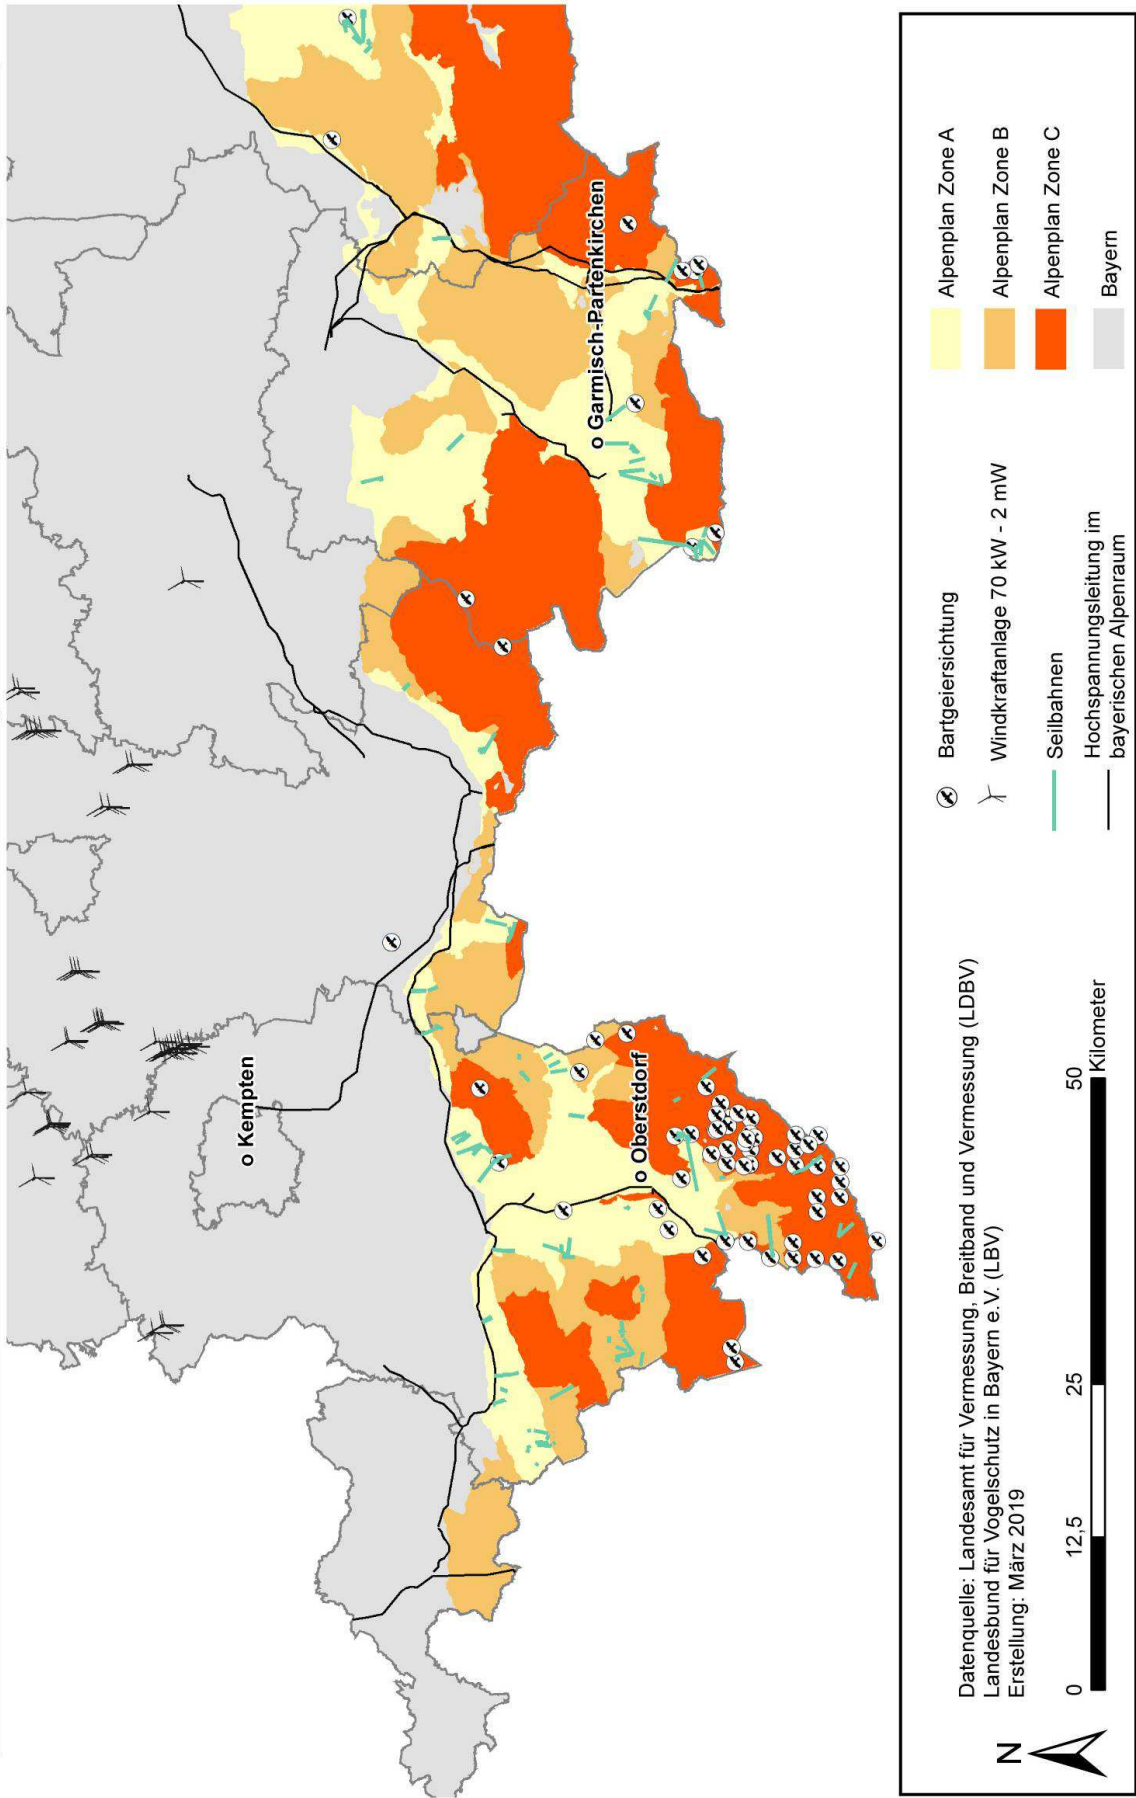 Kempten
Oberstdorf
Garmisch-Partenkirchen
Datenquelle: Landesamt für Vermessung, Breitband und Vermessung (LDBV)
Landesbund für Vogelschutz in Bayern e.V. (LBV)
Erstellung: März 2019
N
0
12,5
25
50
Kilometer
Bartgeiersichtung
Windkraftanlage 70 kW - 2 mW
Seilbahnen
Hochspannungsleitung im
bayerischen Alpenraum
Alpenplan Zone A
Alpenplan Zone B
Alpenplan Zone C
Bayern